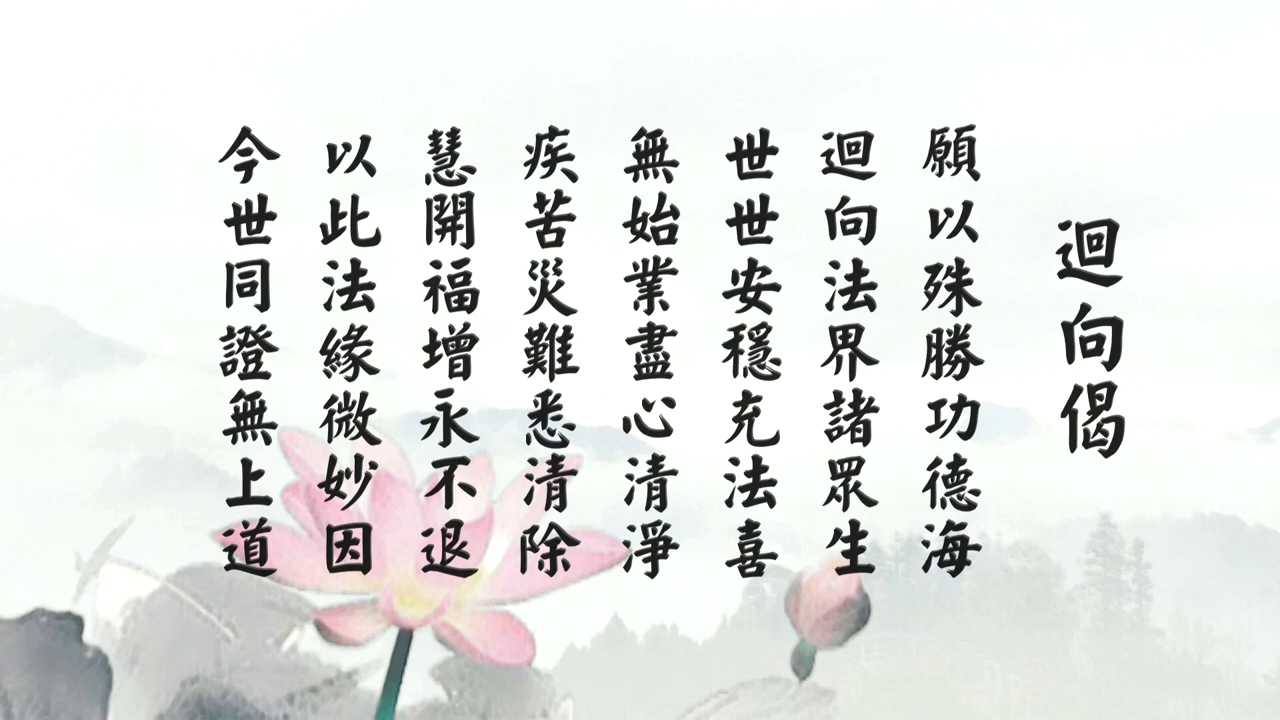 迴向偈
願以殊勝功德海
迴向法界諸眾生
世世安穩充法喜
無始業盡心清淨
疾苦災難悉清除
慧開福增永不退
以此法緣微妙因
今世同證無上道